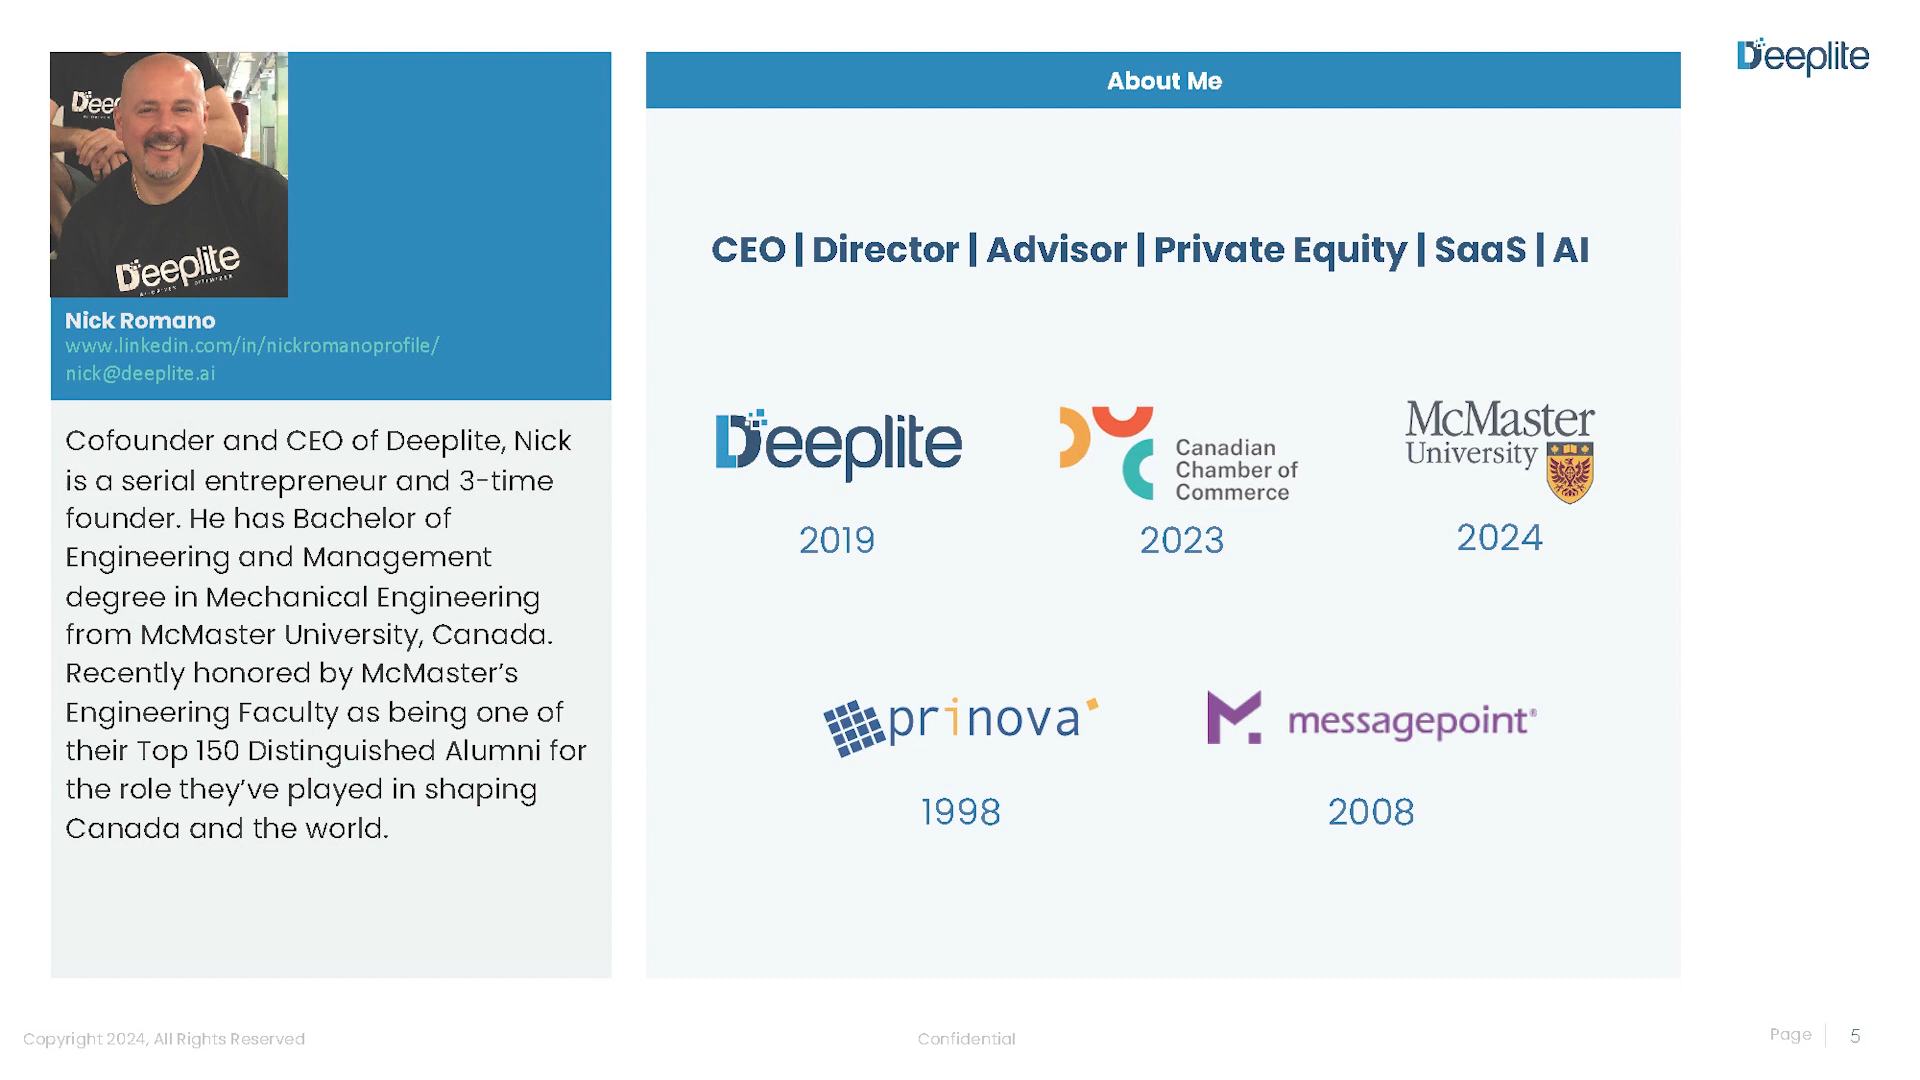 Deeplite
About Me
Dee
Deeplite
Nick Romano
www.linkedin.com/in/nickromanoprofile/
nick@deeplite.ai
Cofounder and CEO of Deeplite, Nick
is a serial entrepreneur and 3-time
founder. He has Bachelor of
Engineering and Management
degree in Mechanical Engineering
from McMaster University, Canada.
Recently honored by McMaster’s
Engineering Faculty as being one of
their Top 150 Distinguished Alumni for
the role they’ve played in shaping
Canada and the world.
CEO | Director | Advisor | Private Equity | SaaS | AI
Deeplite
2019
Canadian
Chamber of
Commerce
2023
McMaster
University
2024
prinova
1998
messagepoint®
2008
Copyright 2024, All Rights Reserved
Confidential
Page 5